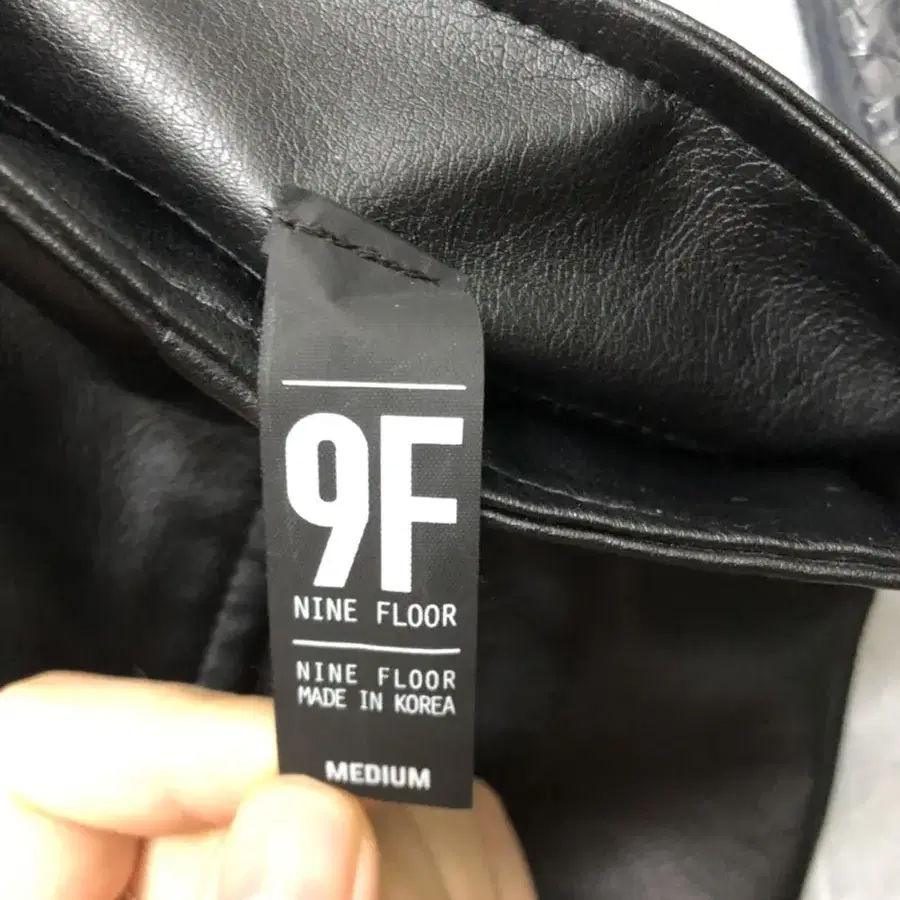 9F
NINE FLOOR
NINE FLOOR
MADE IN KOREA
MEDIUM